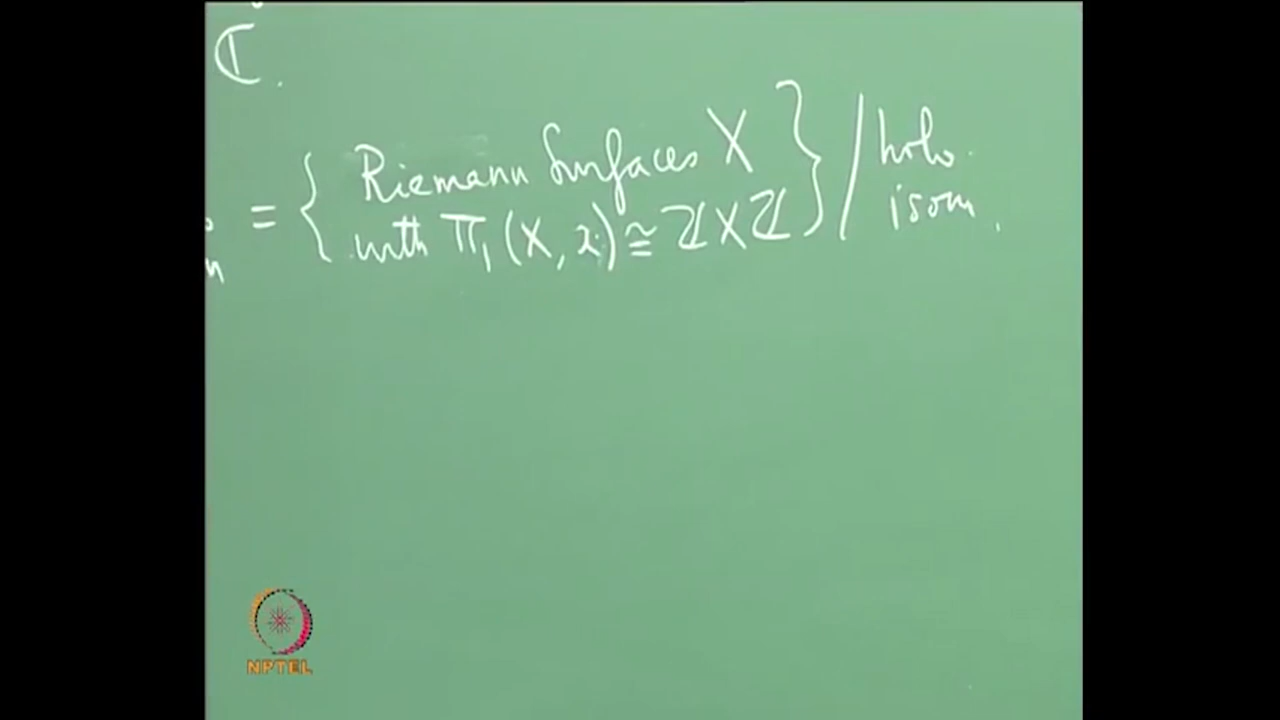 ℂ.
= { Riemann Surfaces X } / holo.
with π₁(X, x) ≅ ℤ×ℤ isom.
NPTEL